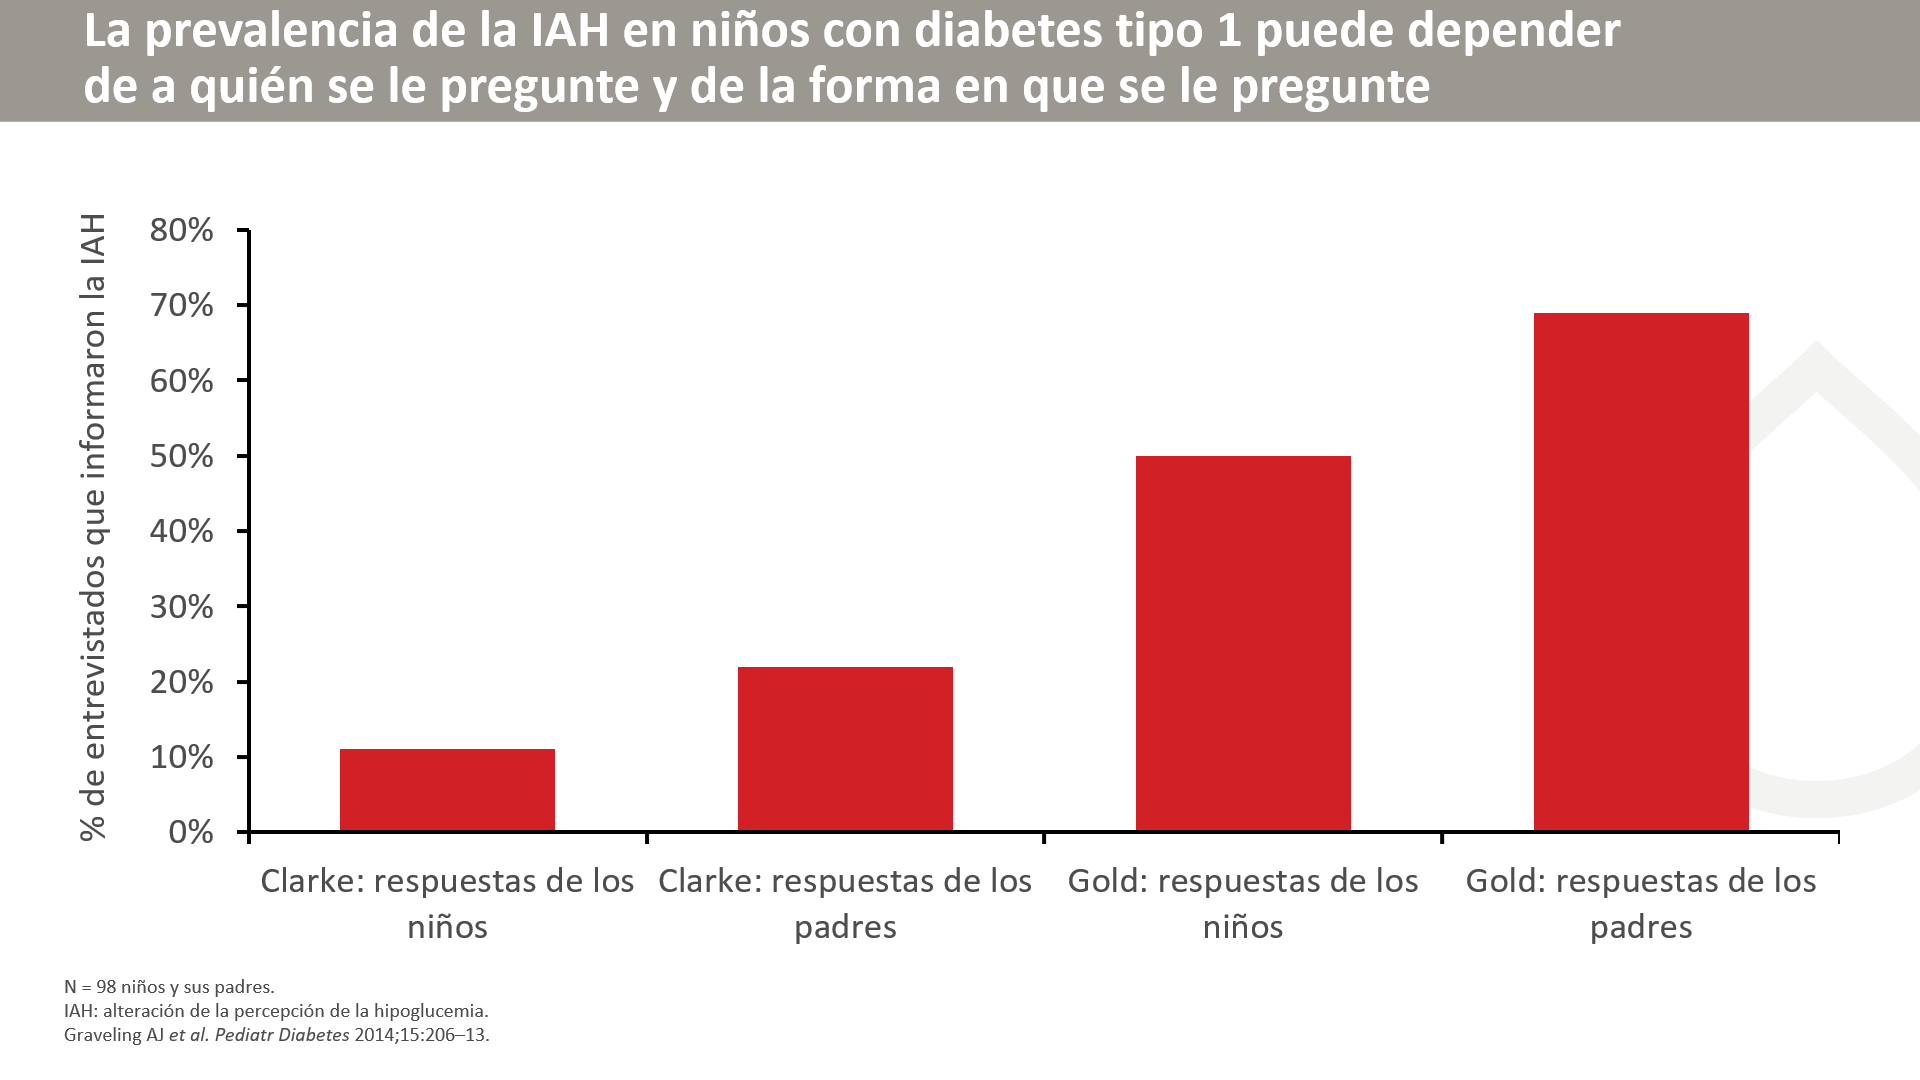 La prevalencia de la IAH en niños con diabetes tipo 1 puede depender
de a quién se le pregunte y de la forma en que se le pregunte
% de entrevistados que informaron la IAH
80%
70%
60%
50%
40%
30%
20%
10%
0%
Clarke: respuestas de los
niños
Clarke: respuestas de los
padres
Gold: respuestas de los
niños
Gold: respuestas de los
padres
N = 98 niños y sus padres.
IAH: alteración de la percepción de la hipoglucemia.
Graveling AJ et al. Pediatr Diabetes 2014;15:206–13.